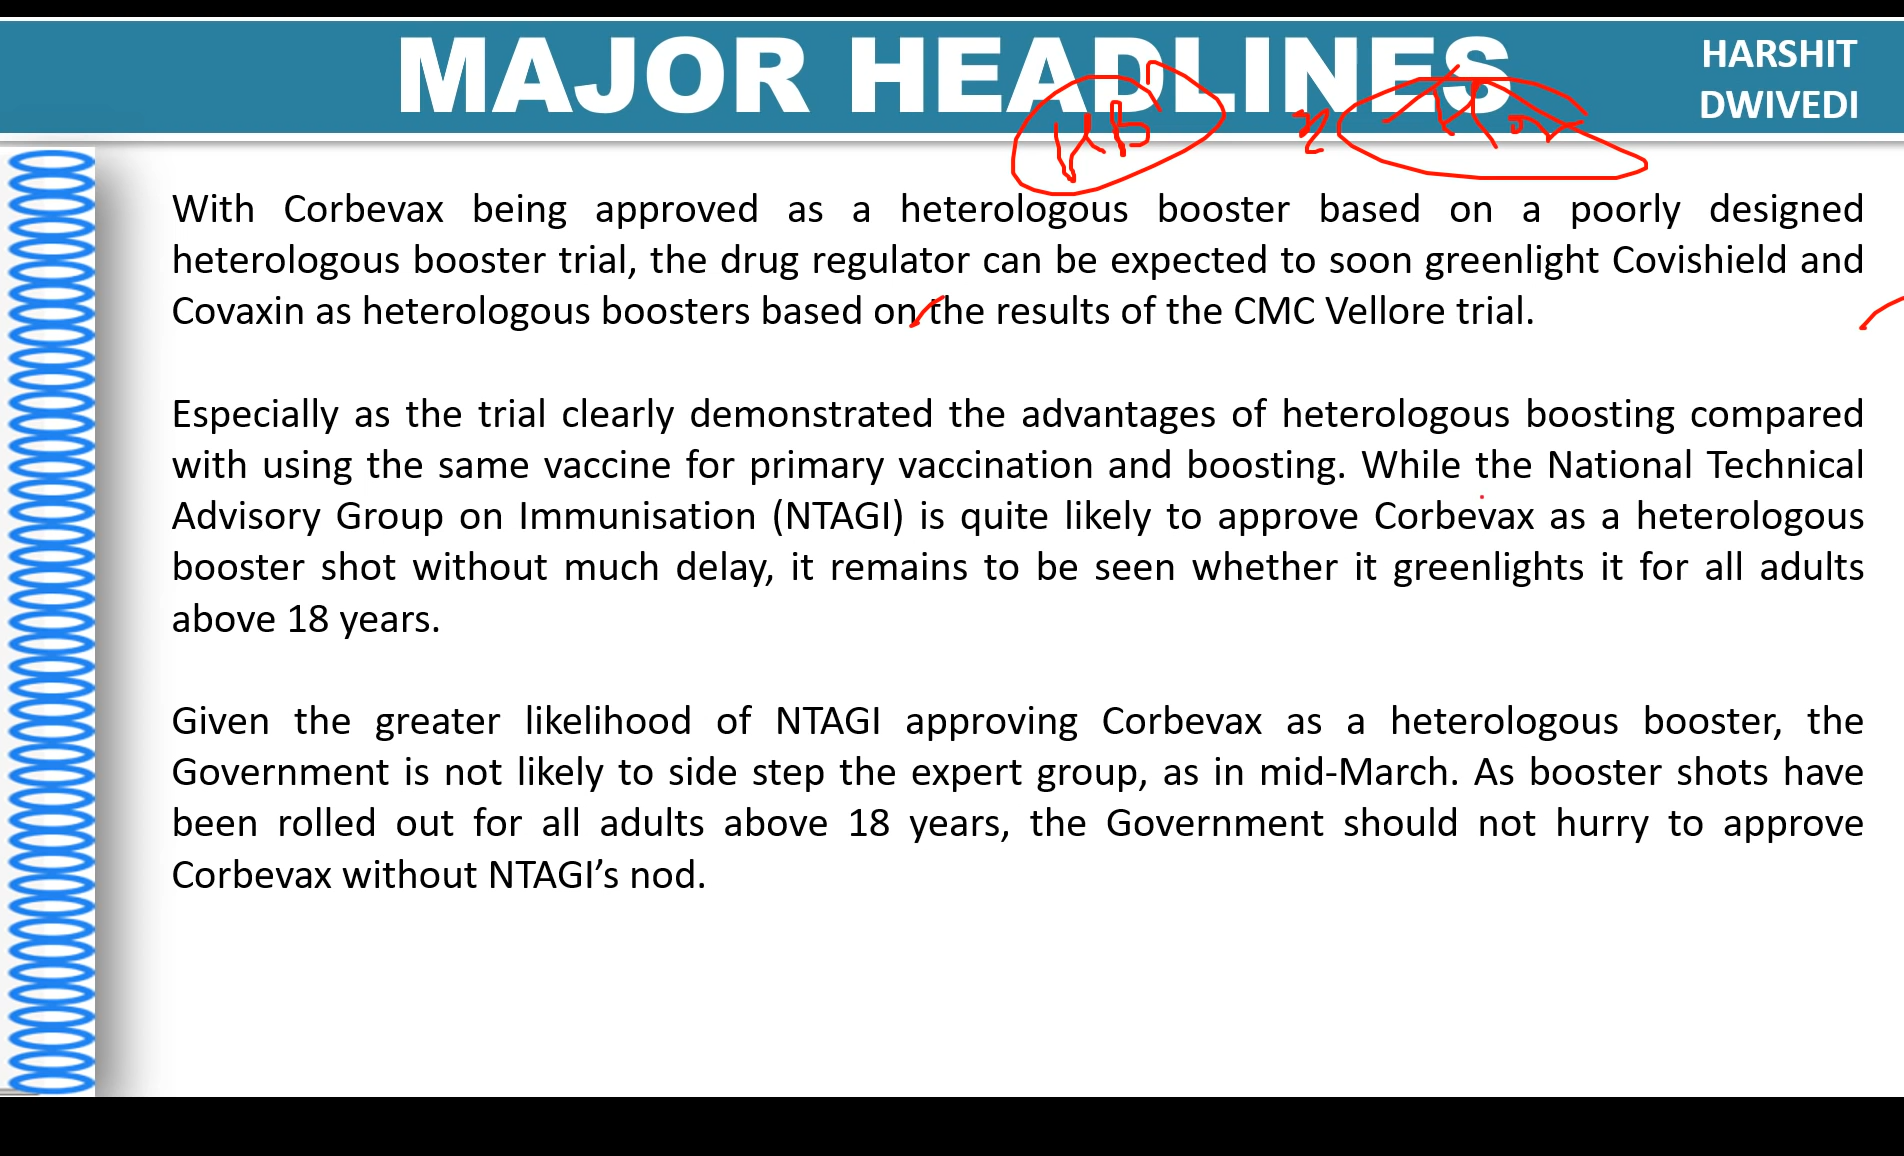 MAJOR HEADLINES
HARSHIT
DWIVEDI
With Corbevax being approved as a heterologous booster based on a poorly designed
heterologous booster trial, the drug regulator can be expected to soon greenlight Covishield and
Covaxin as heterologous boosters based on the results of the CMC Vellore trial.
Especially as the trial clearly demonstrated the advantages of heterologous boosting compared
with using the same vaccine for primary vaccination and boosting. While the National Technical
Advisory Group on Immunisation (NTAGI) is quite likely to approve Corbevax as a heterologous
booster shot without much delay, it remains to be seen whether it greenlights it for all adults
above 18 years.
Given the greater likelihood of NTAGI approving Corbevax as a heterologous booster, the
Government is not likely to side step the expert group, as in mid-March. As booster shots have
been rolled out for all adults above 18 years, the Government should not hurry to approve
Corbevax without NTAGI’s nod.